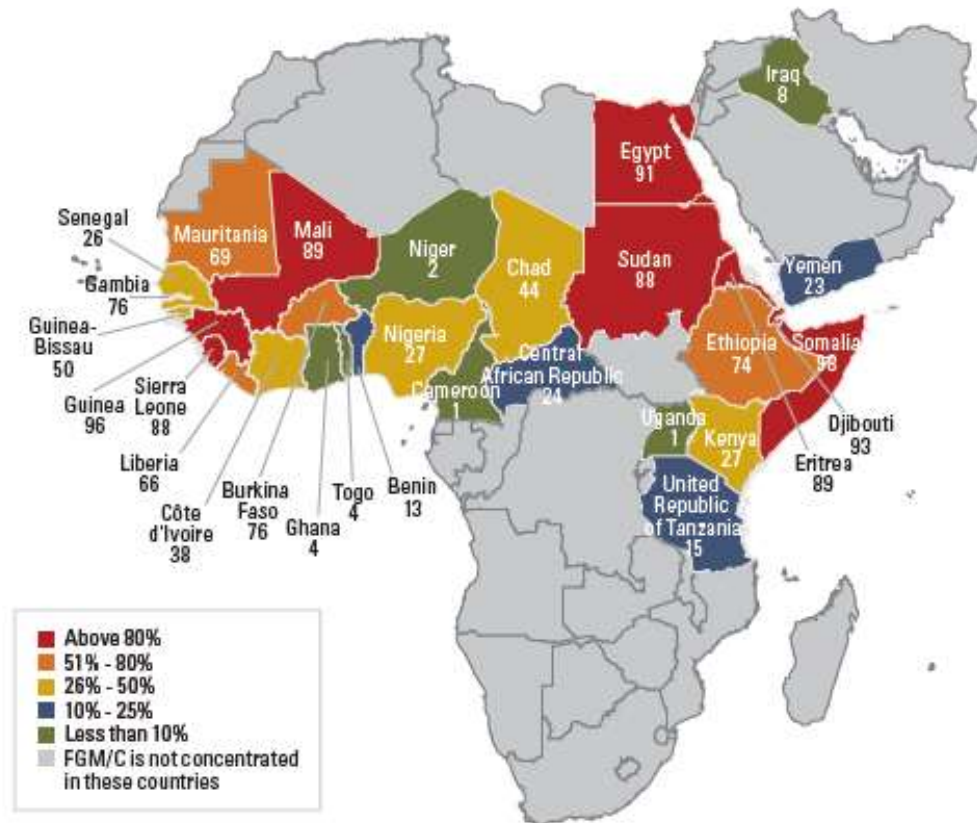 Iraq
8
Egypt
91
Senegal
26
Mauritania
69
Mali
89
Niger
2
Chad
44
Sudan
88
Yemen
23
Gambia
76
Guinea-
Bissau
50
Nigeria
27
Ethiopia
74
Somalia
98
Central
African Republic
24
Cameroon
1
Guinea
96
Sierra
Leone
88
Uganda
1
Kenya
27
Djibouti
93
Eritrea
89
Liberia
66
Côte
d'Ivoire
38
Burkina
Faso
76
Ghana
4
Togo
4
Benin
13
United
Republic
of Tanzania
15
Above 80%
51% - 80%
26% - 50%
10% - 25%
Less than 10%
FGM/C is not concentrated
in these countries